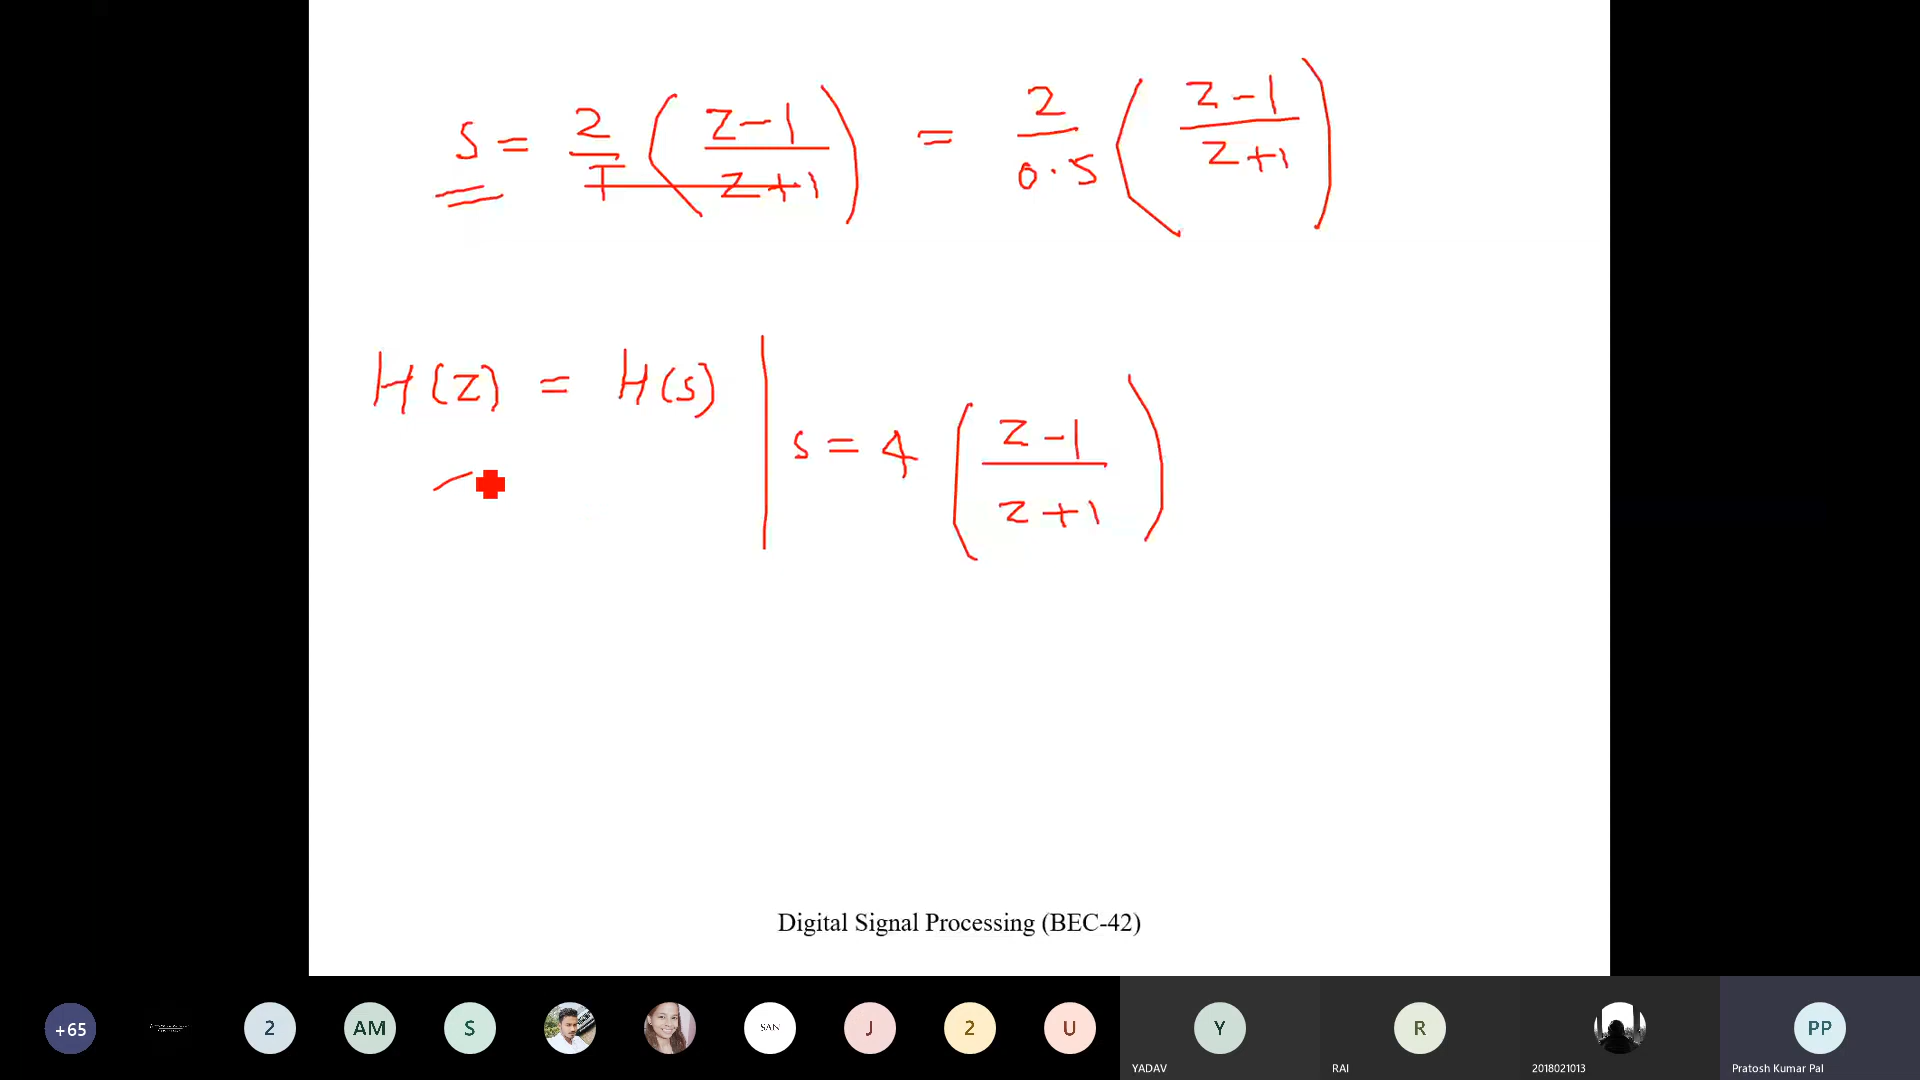 s = 2/T ( z-1 / z+1 ) = 2/0.5 ( z-1 / z+1 )
H(z) = H(s) | s = 4 ( z-1 / z+1 )
Digital Signal Processing (BEC-42)
+65 2 AM S SAN J 2 U Y R PP
YADAV RAI 2018021013 Pratosh Kumar Pal